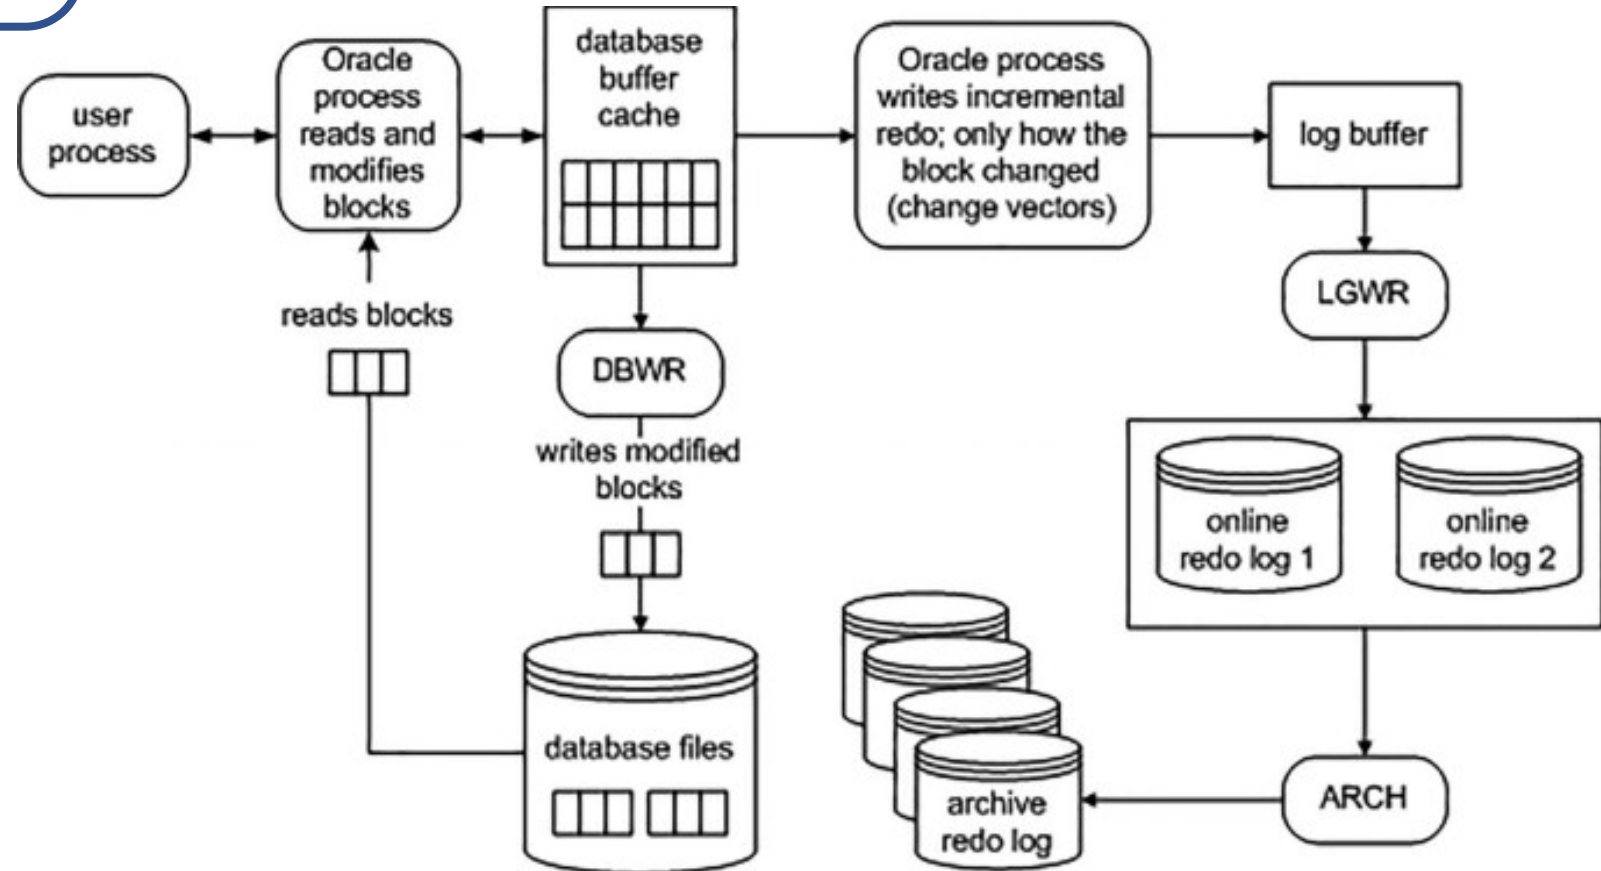 user
process
Oracle
process
reads and
modifies
blocks
database
buffer
cache
Oracle process
writes incremental
redo; only how the
block changed
(change vectors)
log buffer
reads blocks
DBWR
LGWR
writes modified
blocks
online
redo log 1
online
redo log 2
database files
archive
redo log
ARCH